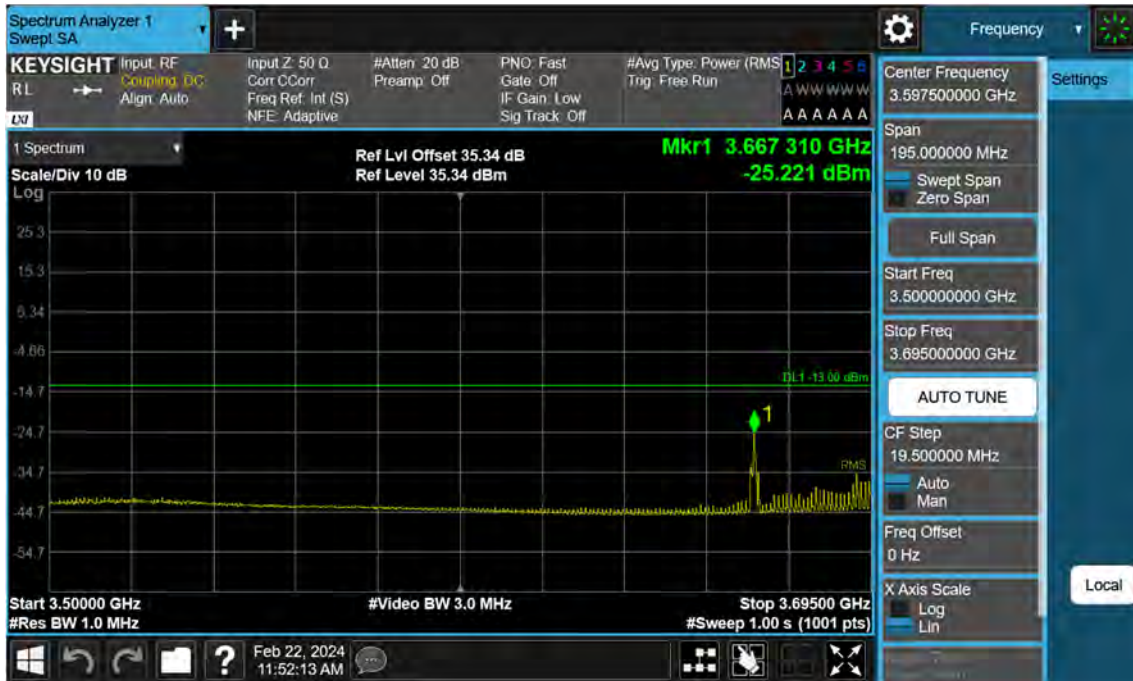 Spectrum Analyzer 1
Swept SA
+
Frequency
KEYSIGHT
RL
LXI
Input: RF
Coupling: DC
Align: Auto
Input Z: 50 Ω
Corr CCorr
Freq Ref: Int (S)
NFE: Adaptive
#Atten: 20 dB
Preamp: Off
PNO: Fast
Gate: Off
IF Gain: Low
Sig Track: Off
#Avg Type: Power (RMS
Trig: Free Run
1 2 3 4 5 6
A W W W W W
A A A A A A
1 Spectrum
Scale/Div 10 dB
Log
Ref Lvl Offset 35.34 dB
Ref Level 35.34 dBm
Mkr1 3.667 310 GHz
-25.221 dBm
25.3
15.3
5.34
-4.66
DL1 -13.00 dBm
-14.7
1
-24.7
-34.7
RMS
-44.7
-54.7
Start 3.50000 GHz
#Res BW 1.0 MHz
#Video BW 3.0 MHz
Stop 3.69500 GHz
#Sweep 1.00 s (1001 pts)
?
Feb 22, 2024
11:52:13 AM
Center Frequency
3.597500000 GHz
Span
195.000000 MHz
Swept Span
Zero Span
Full Span
Start Freq
3.500000000 GHz
Stop Freq
3.695000000 GHz
AUTO TUNE
CF Step
19.500000 MHz
Auto
Man
Freq Offset
0 Hz
X Axis Scale
Log
Lin
Settings
Local